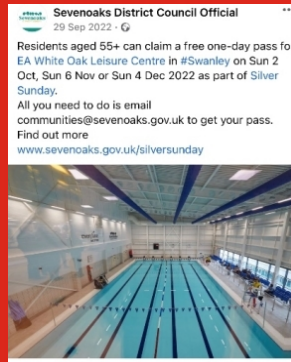 Sevenoaks District Council Official
29 Sep 2022 ·
Residents aged 55+ can claim a free one-day pass fo
EA White Oak Leisure Centre in #Swanley on Sun 2
Oct, Sun 6 Nov or Sun 4 Dec 2022 as part of Silver
Sunday.
All you need to do is email
communities@sevenoaks.gov.uk to get your pass.
Find out more
www.sevenoaks.gov.uk/silversunday